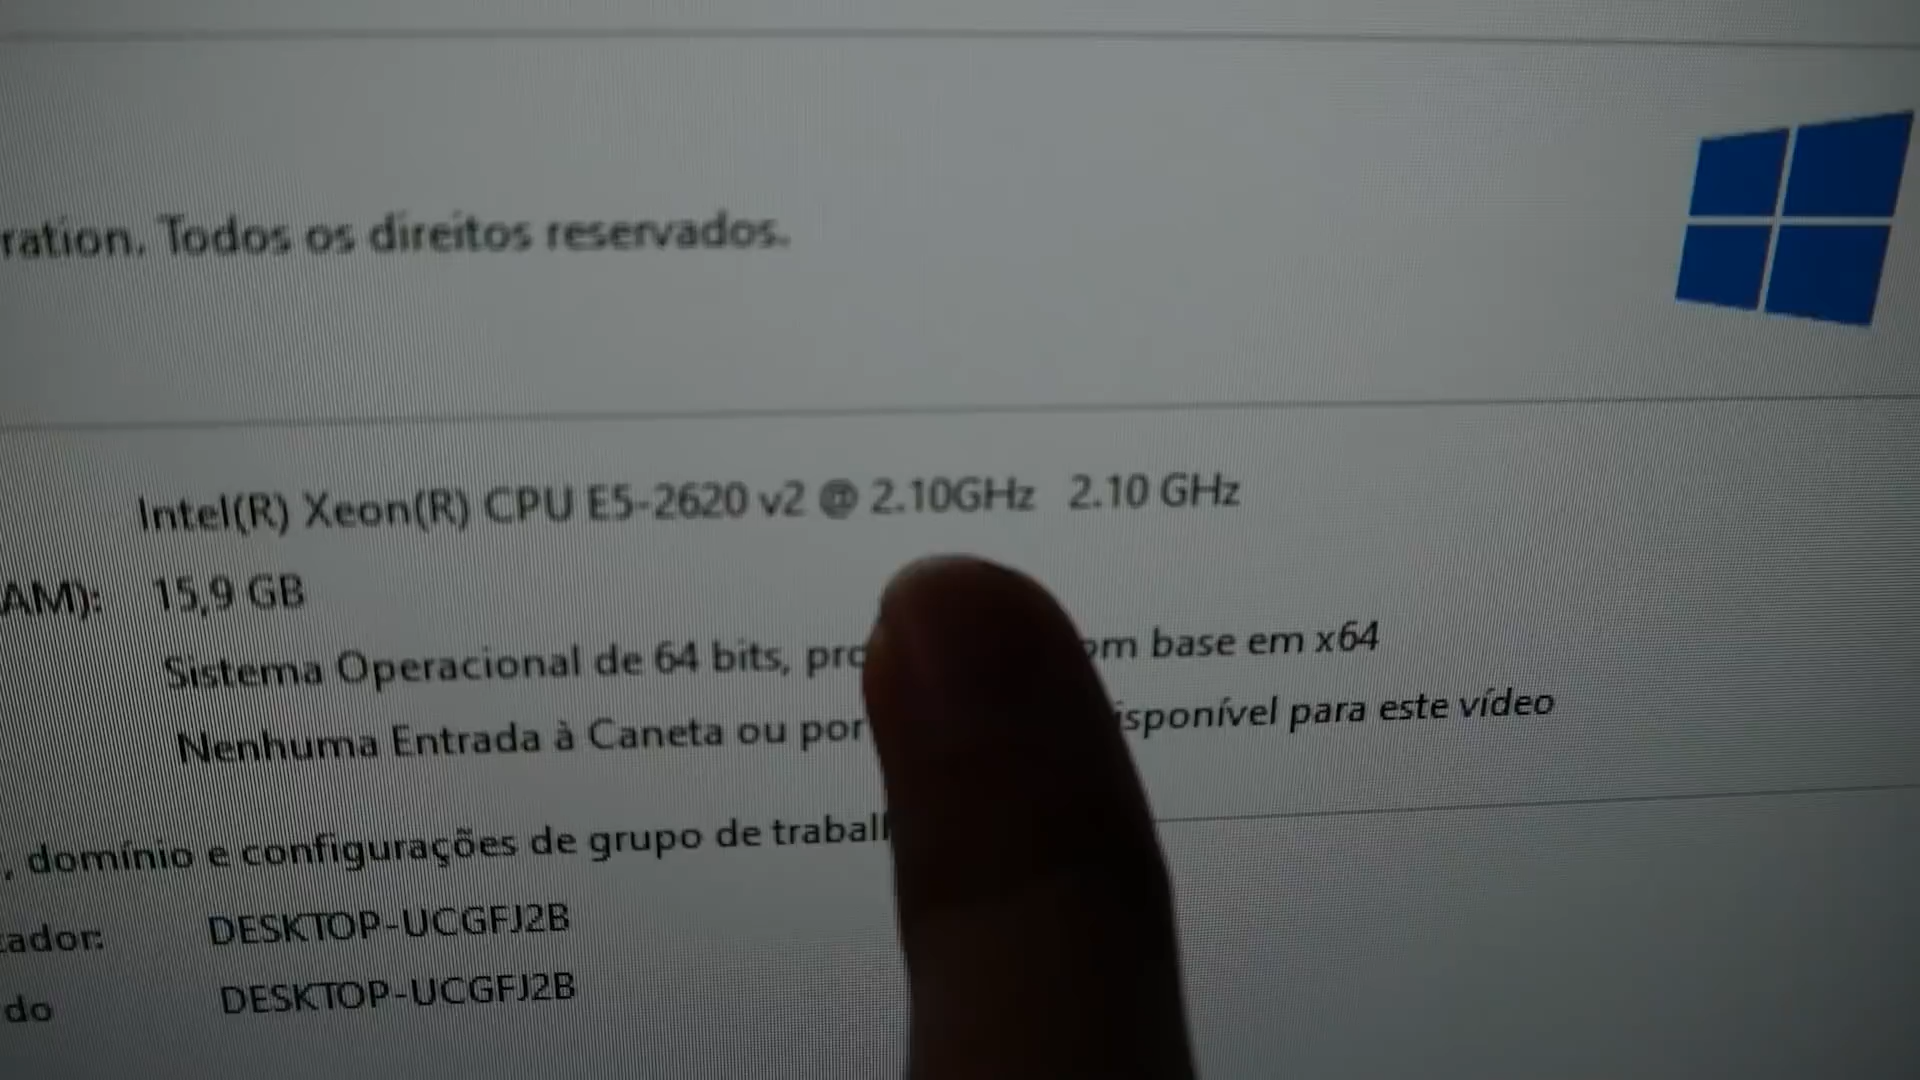 ration. Todos os direitos reservados.
Intel(R) Xeon(R) CPU E5-2620 v2 @ 2.10GHz 2.10 GHz
AM): 15,9 GB
Sistema Operacional de 64 bits, pro om base em x64
Nenhuma Entrada à Caneta ou por isponível para este vídeo
, domínio e configurações de grupo de trabalh
tador: DESKTOP-UCGFJ2B
do DESKTOP-UCGFJ2B